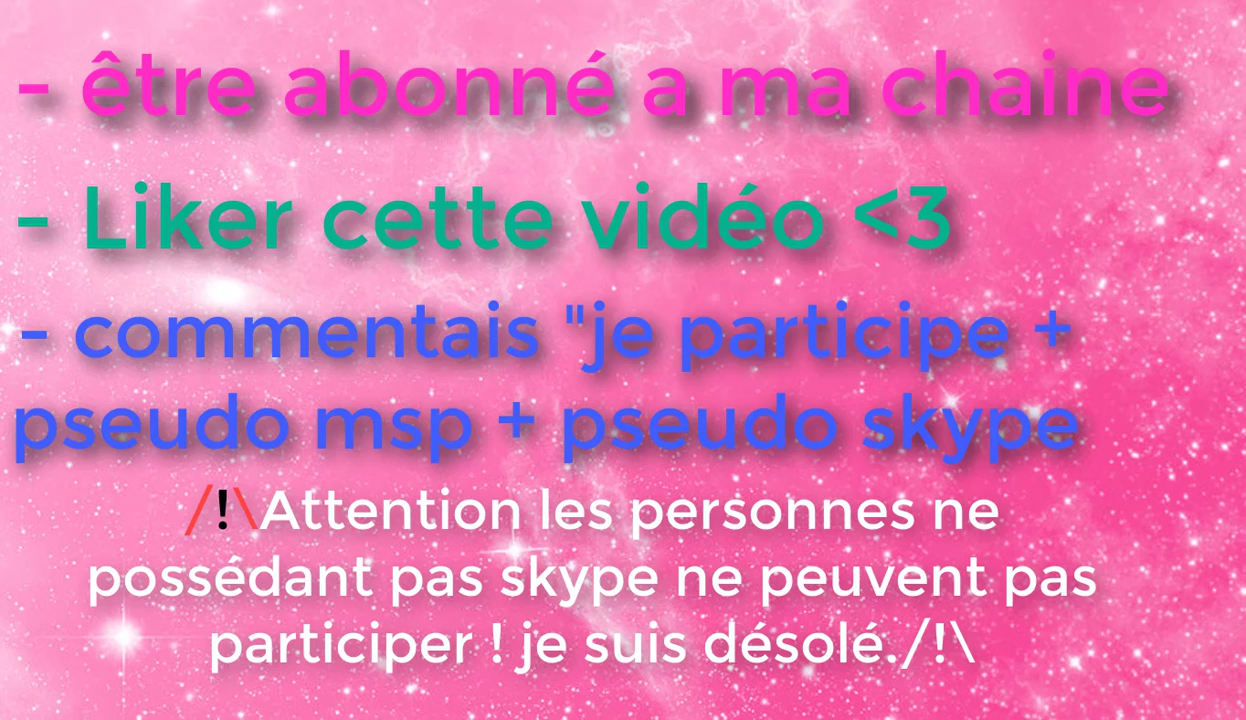 - être abonné a ma chaine
- Liker cette vidéo <3
- commentais "je participe +
pseudo msp + pseudo skype
/!\Attention les personnes ne
possédant pas skype ne peuvent pas
participer ! je suis désolé./!\